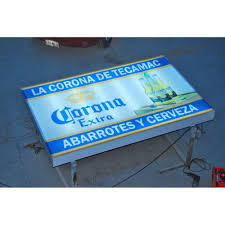 LA CORONA DE TECAMAC
Corona
Extra
ABARROTES Y CERVEZA